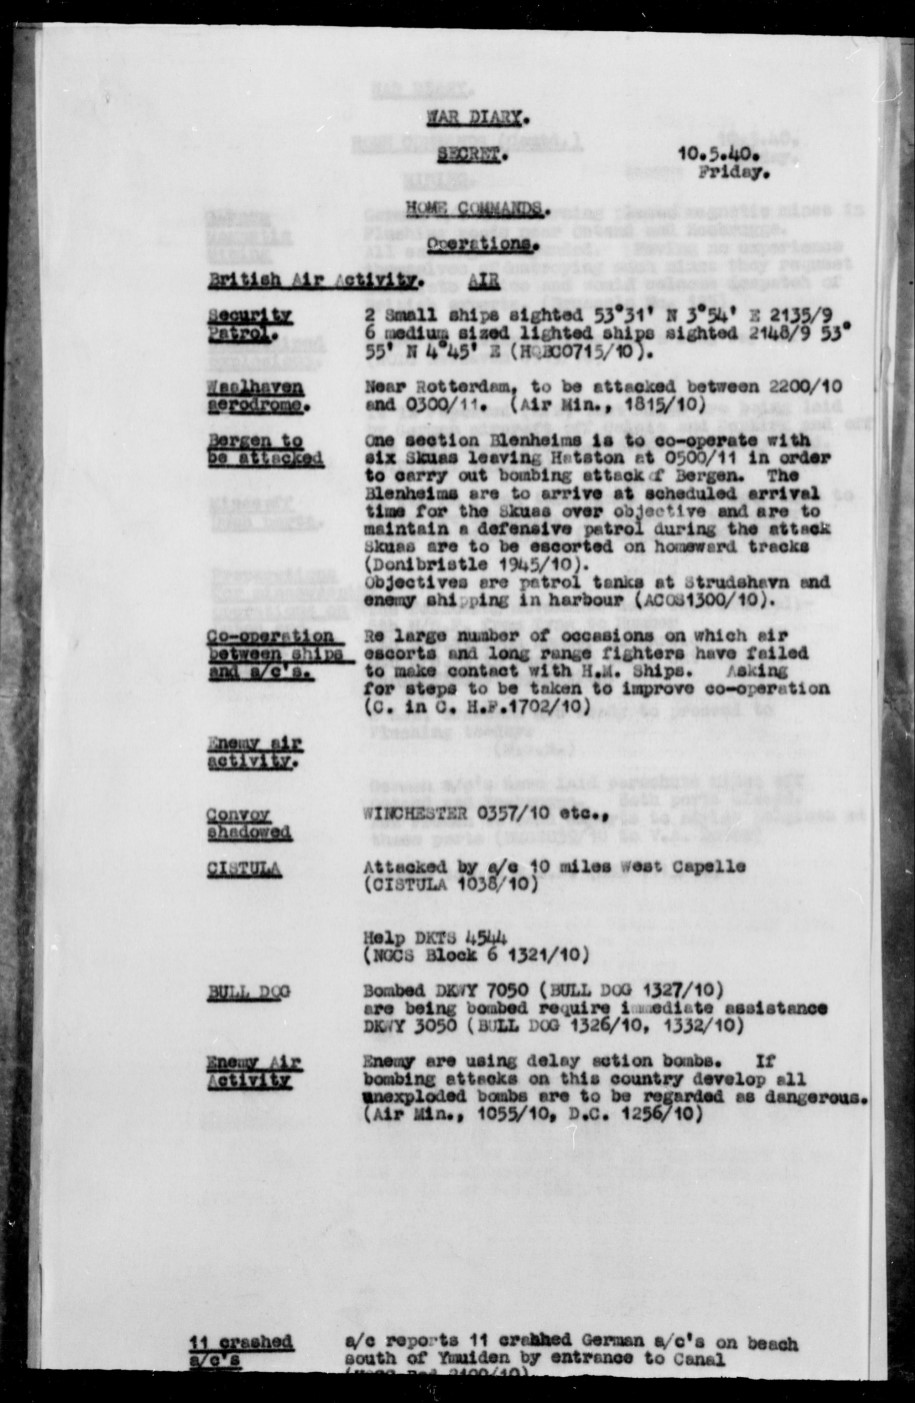 WAR DIARY.
SECRET.
10.5.40.
Friday.
HOME COMMANDS.
Operations.
British Air Activity. AIR
Security Patrol.
2 Small ships sighted 53°31' N 3°54' E 2135/9
6 medium sized lighted ships sighted 2148/9 53°
55' N 4°45' E
Waalhaven aerodrome.
Near Rotterdam, to be attacked between 2200/10
and 0300/11. (Air Min., 1815/10)
Bergen to be attacked
One section Blenheims is to co-operate with
six Skuas leaving Hatston at 0500/11 in order
to carry out bombing attack f Bergen. The
Blenheims are to arrive at scheduled arrival
time for the Skuas over objective and are to
maintain a defensive patrol during the attack
Skuas are to be escorted on homeward tracks
(Donibristle 1945/10).
Objectives are patrol tanks at Strudshavn and
enemy shipping in harbour (ACOS1300/10).
Co-operation between ships and a/c's.
Re large number of occasions on which air
escorts and long range fighters have failed
to make contact with H.M. Ships. Asking
for steps to be taken to improve co-operation
(C. in C. H.F.1702/10)
Enemy air activity.
Convoy shadowed
WINCHESTER 0357/10 etc.,
CISTULA
Attacked by a/c 10 miles West Capelle
(CISTULA 1038/10)
Help DKTS 4544
(NOCS Block 6 1321/10)
BULL DOG
Bombed DKWY 7050 (BULL DOG 1327/10)
are being bombed require immediate assistance
DKWY 3050 (BULL DOG 1326/10, 1332/10)
Enemy Air Activity
Enemy are using delay action bombs. If
bombing attacks on this country develop all
unexploded bombs are to be regarded as dangerous.
(Air Min., 1055/10, D.C. 1256/10)
11 crashed a/c's
a/c reports 11 crahhed German a/c's on beach
south of Ymuiden by entrance to Canal